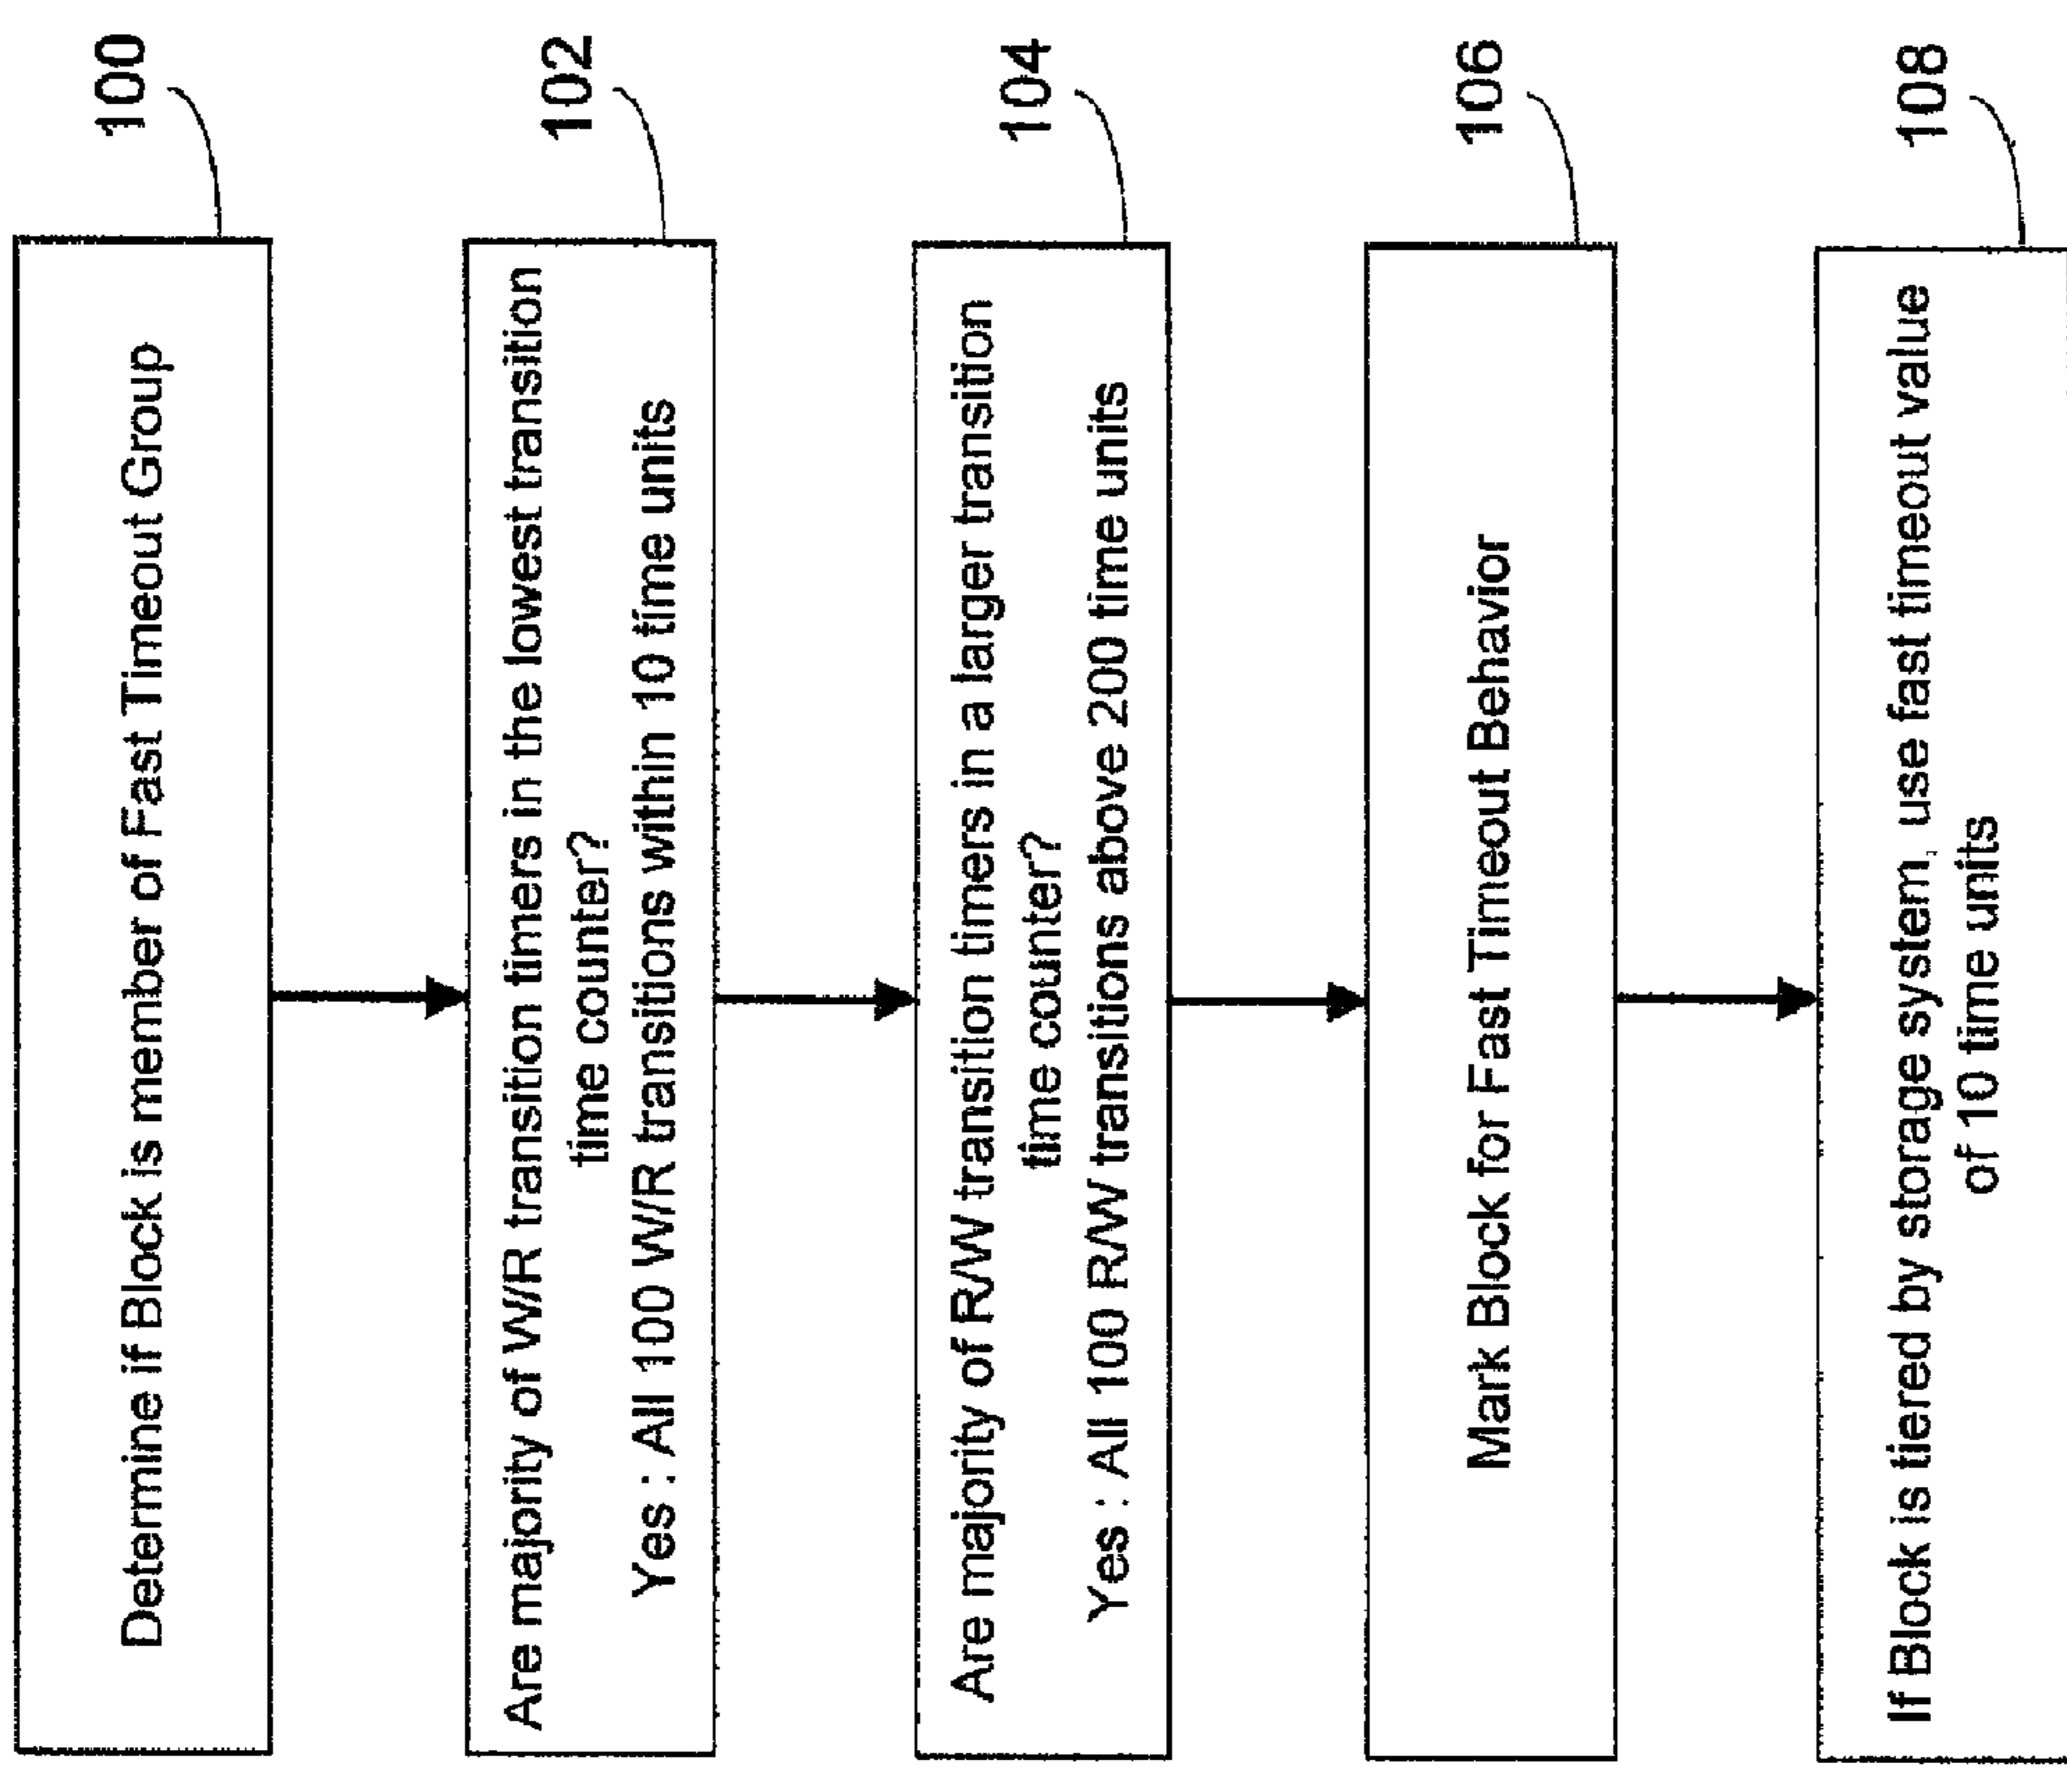 100
Determine if Block is member of Fast Timeout Group
102
Are majority of W/R transition timers in the lowest transition
time counter?
Yes : All 100 W/R transitions within 10 time units
104
Are majority of R/W transition timers in a larger transition
time counter?
Yes : All 100 R/W transitions above 200 time units
106
Mark Block for Fast Timeout Behavior
108
If Block is tiered by storage system, use fast timeout value
of 10 time units